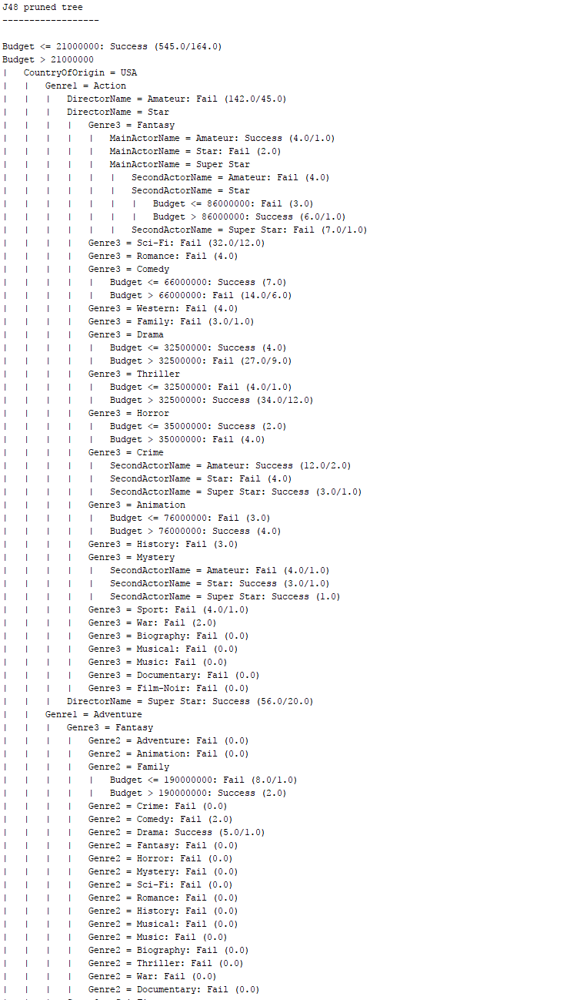 J48 pruned tree
------------------
Budget <= 21000000: Success (545.0/164.0)
Budget > 21000000
|   CountryOfOrigin = USA
|   |   Genre1 = Action
|   |   |   DirectorName = Amateur: Fail (142.0/45.0)
|   |   |   DirectorName = Star
|   |   |   |   Genre3 = Fantasy
|   |   |   |   |   MainActorName = Amateur: Success (4.0/1.0)
|   |   |   |   |   MainActorName = Star: Fail (2.0)
|   |   |   |   |   MainActorName = Super Star
|   |   |   |   |   |   SecondActorName = Amateur: Fail (4.0)
|   |   |   |   |   |   SecondActorName = Star
|   |   |   |   |   |   |   Budget <= 86000000: Fail (3.0)
|   |   |   |   |   |   |   Budget > 86000000: Success (6.0/1.0)
|   |   |   |   |   |   SecondActorName = Super Star: Fail (7.0/1.0)
|   |   |   |   Genre3 = Sci-Fi: Fail (32.0/12.0)
|   |   |   |   Genre3 = Romance: Fail (4.0)
|   |   |   |   Genre3 = Comedy
|   |   |   |   |   Budget <= 66000000: Success (7.0)
|   |   |   |   |   Budget > 66000000: Fail (14.0/6.0)
|   |   |   |   Genre3 = Western: Fail (4.0)
|   |   |   |   Genre3 = Family: Fail (3.0/1.0)
|   |   |   |   Genre3 = Drama
|   |   |   |   |   Budget <= 32500000: Success (4.0)
|   |   |   |   |   Budget > 32500000: Fail (27.0/9.0)
|   |   |   |   Genre3 = Thriller
|   |   |   |   |   Budget <= 32500000: Fail (4.0/1.0)
|   |   |   |   |   Budget > 32500000: Success (34.0/12.0)
|   |   |   |   Genre3 = Horror
|   |   |   |   |   Budget <= 35000000: Success (2.0)
|   |   |   |   |   Budget > 35000000: Fail (4.0)
|   |   |   |   Genre3 = Crime
|   |   |   |   |   SecondActorName = Amateur: Success (12.0/2.0)
|   |   |   |   |   SecondActorName = Star: Fail (4.0)
|   |   |   |   |   SecondActorName = Super Star: Success (3.0/1.0)
|   |   |   |   Genre3 = Animation
|   |   |   |   |   Budget <= 76000000: Fail (3.0)
|   |   |   |   |   Budget > 76000000: Success (4.0)
|   |   |   |   Genre3 = History: Fail (3.0)
|   |   |   |   Genre3 = Mystery
|   |   |   |   |   SecondActorName = Amateur: Fail (4.0/1.0)
|   |   |   |   |   SecondActorName = Star: Success (3.0/1.0)
|   |   |   |   |   SecondActorName = Super Star: Success (1.0)
|   |   |   |   Genre3 = Sport: Fail (4.0/1.0)
|   |   |   |   Genre3 = War: Fail (2.0)
|   |   |   |   Genre3 = Biography: Fail (0.0)
|   |   |   |   Genre3 = Musical: Fail (0.0)
|   |   |   |   Genre3 = Music: Fail (0.0)
|   |   |   |   Genre3 = Documentary: Fail (0.0)
|   |   |   |   Genre3 = Film-Noir: Fail (0.0)
|   |   |   DirectorName = Super Star: Success (56.0/20.0)
|   |   Genre1 = Adventure
|   |   |   Genre3 = Fantasy
|   |   |   |   Genre2 = Adventure: Fail (0.0)
|   |   |   |   Genre2 = Animation: Fail (0.0)
|   |   |   |   Genre2 = Family
|   |   |   |   |   Budget <= 190000000: Fail (8.0/1.0)
|   |   |   |   |   Budget > 190000000: Success (2.0)
|   |   |   |   Genre2 = Crime: Fail (0.0)
|   |   |   |   Genre2 = Comedy: Fail (2.0)
|   |   |   |   Genre2 = Drama: Success (5.0/1.0)
|   |   |   |   Genre2 = Fantasy: Fail (0.0)
|   |   |   |   Genre2 = Horror: Fail (0.0)
|   |   |   |   Genre2 = Mystery: Fail (0.0)
|   |   |   |   Genre2 = Sci-Fi: Fail (0.0)
|   |   |   |   Genre2 = Romance: Fail (0.0)
|   |   |   |   Genre2 = History: Fail (0.0)
|   |   |   |   Genre2 = Musical: Fail (0.0)
|   |   |   |   Genre2 = Music: Fail (0.0)
|   |   |   |   Genre2 = Biography: Fail (0.0)
|   |   |   |   Genre2 = Thriller: Fail (0.0)
|   |   |   |   Genre2 = War: Fail (0.0)
|   |   |   |   Genre2 = Documentary: Fail (0.0)